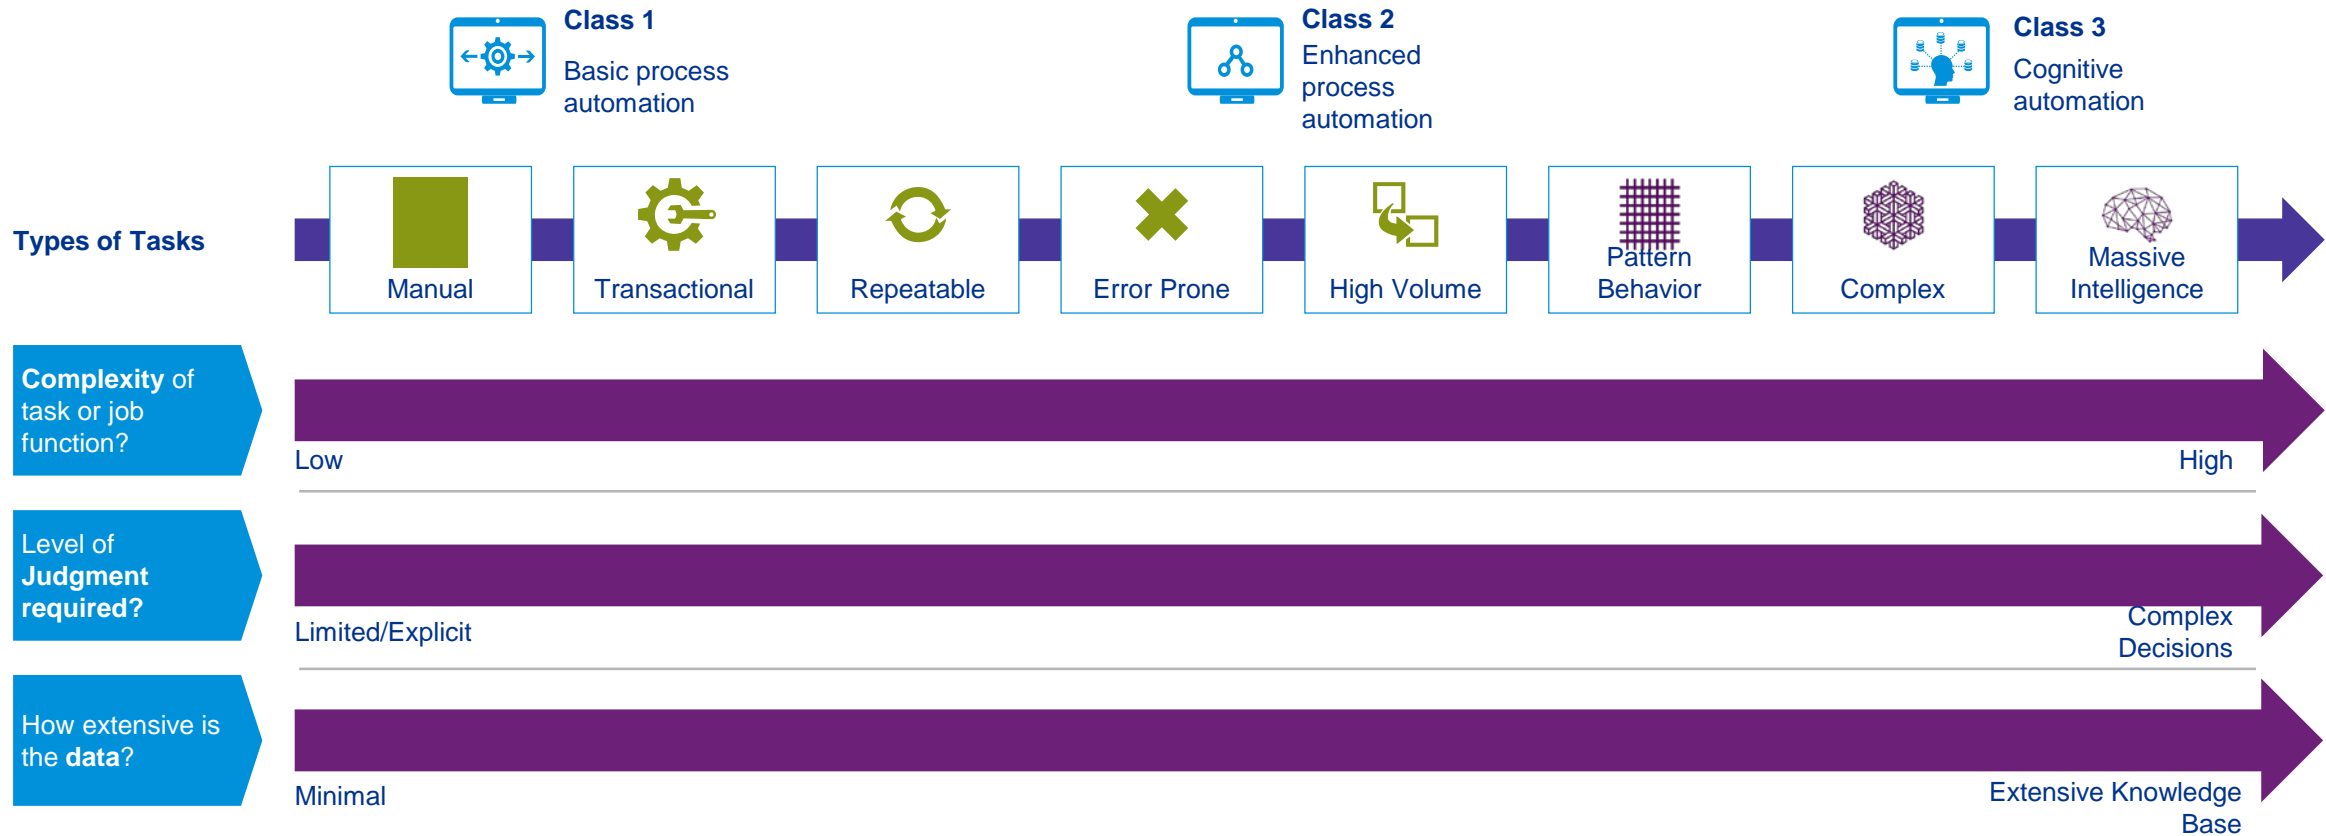 Class 1
Basic process
automation
Class 2
Enhanced
process
automation
Class 3
Cognitive
automation
Types of Tasks
Manual
Transactional
Repeatable
Error Prone
High Volume
Pattern
Behavior
Complex
Massive
Intelligence
Complexity of
task or job
function?
Low
High
Level of
Judgment
required?
Limited/Explicit
Complex
Decisions
How extensive is
the data?
Minimal
Extensive Knowledge
Base